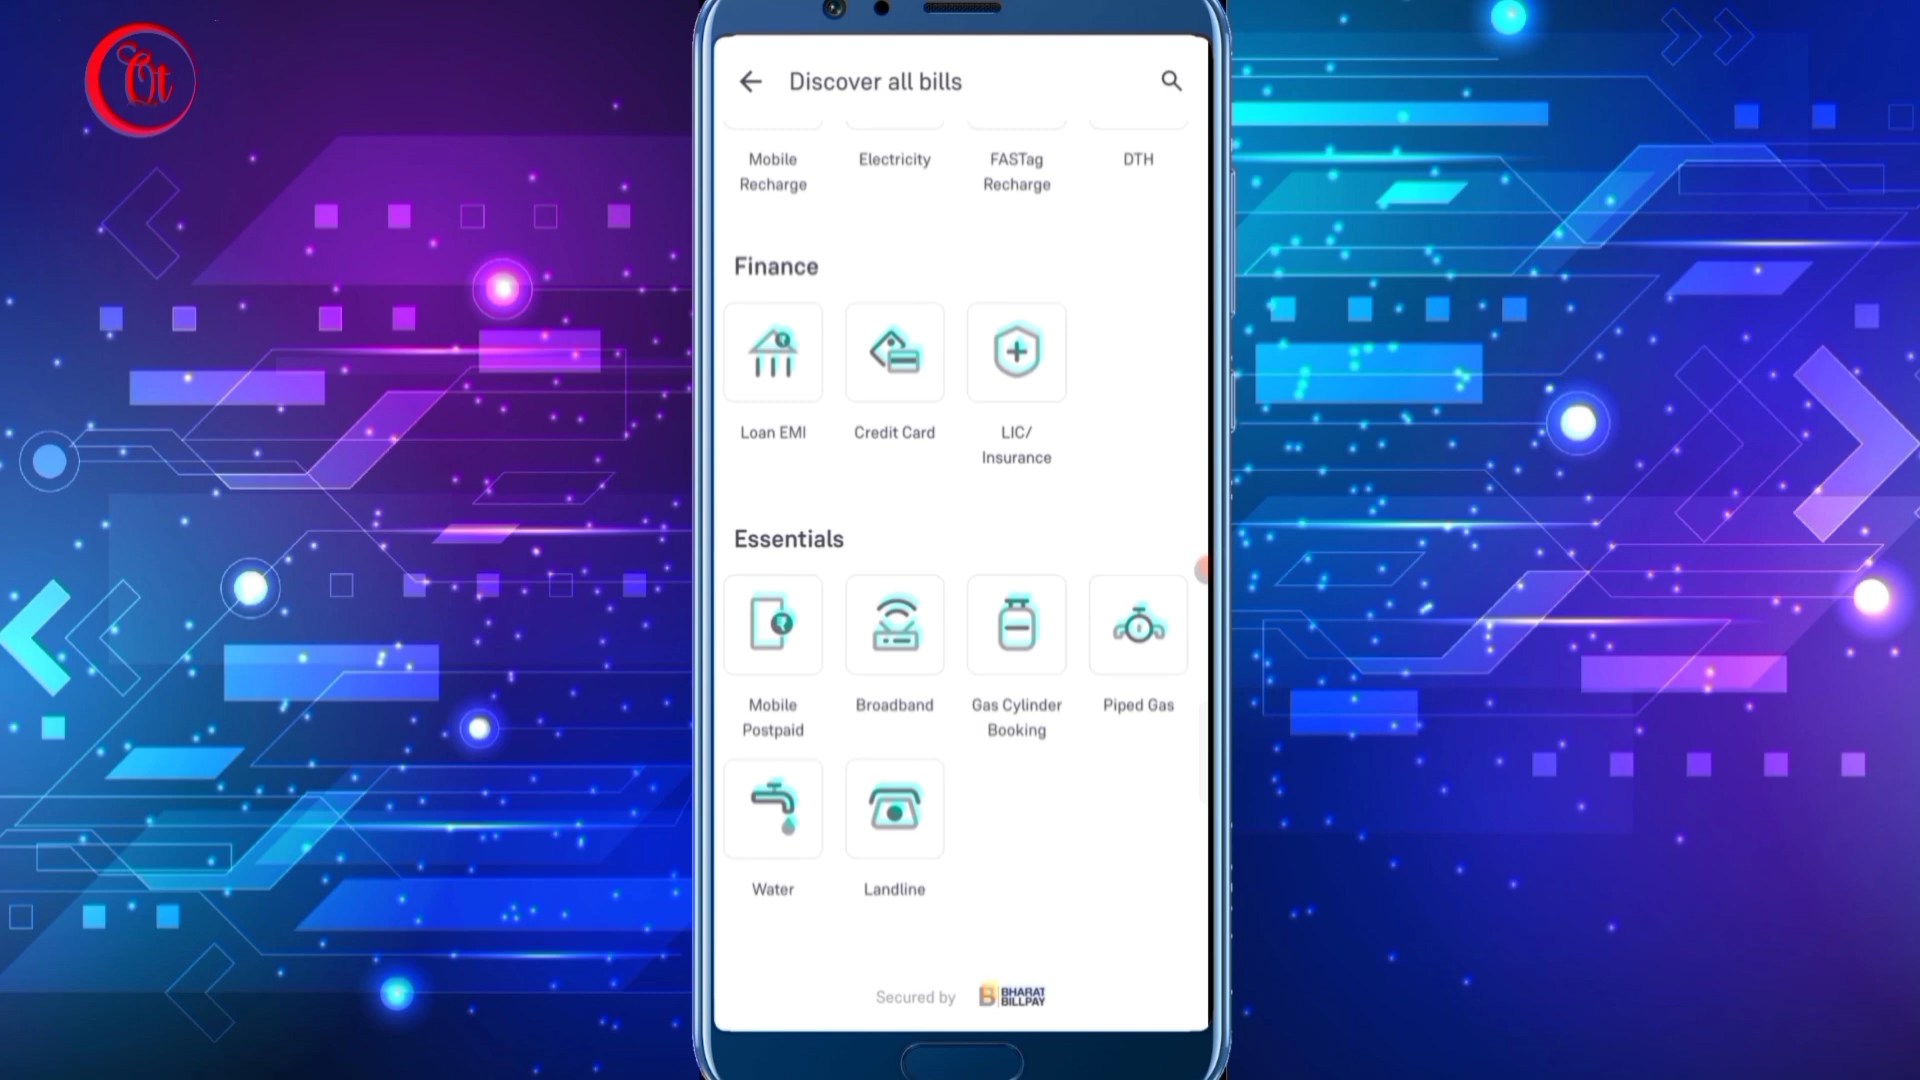 Ot
Discover all bills
Mobile Recharge
Electricity
FASTag Recharge
DTH
Finance
Loan EMI
Credit Card
LIC/ Insurance
Essentials
Mobile Postpaid
Broadband
Gas Cylinder Booking
Piped Gas
Water
Landline
Secured by
B BHARAT BILLPAY